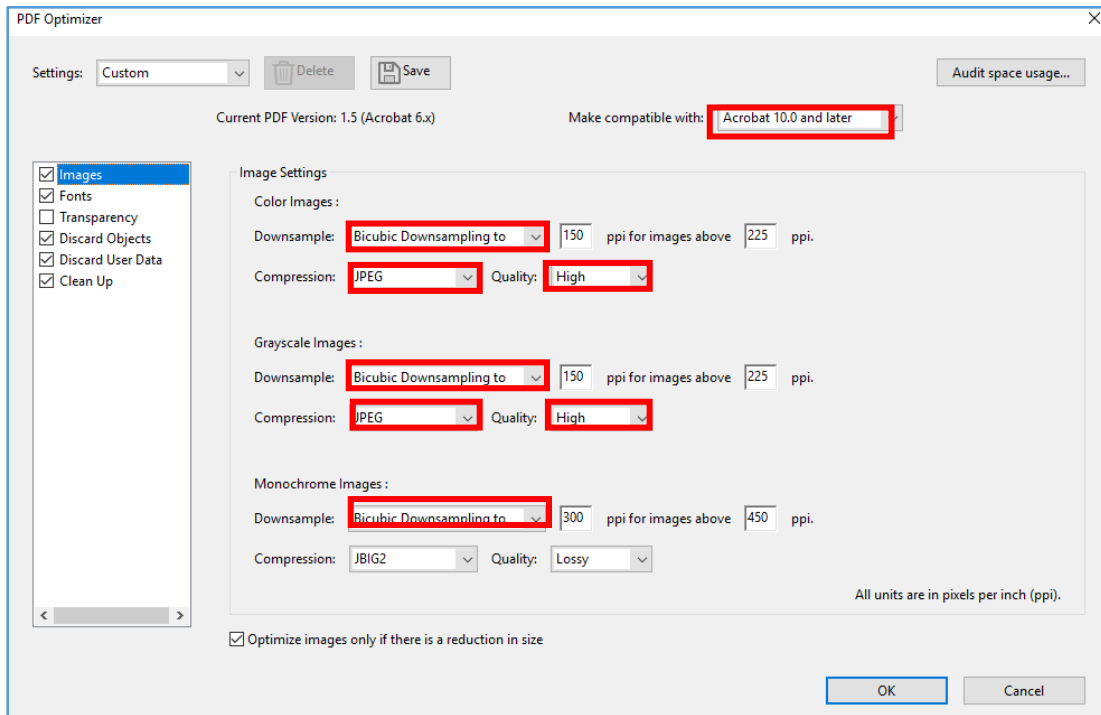 PDF Optimizer
Settings: Custom Delete Save Audit space usage...
Current PDF Version: 1.5 (Acrobat 6.x) Make compatible with: Acrobat 10.0 and later
Images
Fonts
Transparency
Discard Objects
Discard User Data
Clean Up
Image Settings
Color Images :
Downsample: Bicubic Downsampling to 150 ppi for images above 225 ppi.
Compression: JPEG Quality: High
Grayscale Images :
Downsample: Bicubic Downsampling to 150 ppi for images above 225 ppi.
Compression: JPEG Quality: High
Monochrome Images :
Downsample: Bicubic Downsampling to 300 ppi for images above 450 ppi.
Compression: JBIG2 Quality: Lossy
All units are in pixels per inch (ppi).
Optimize images only if there is a reduction in size
OK Cancel